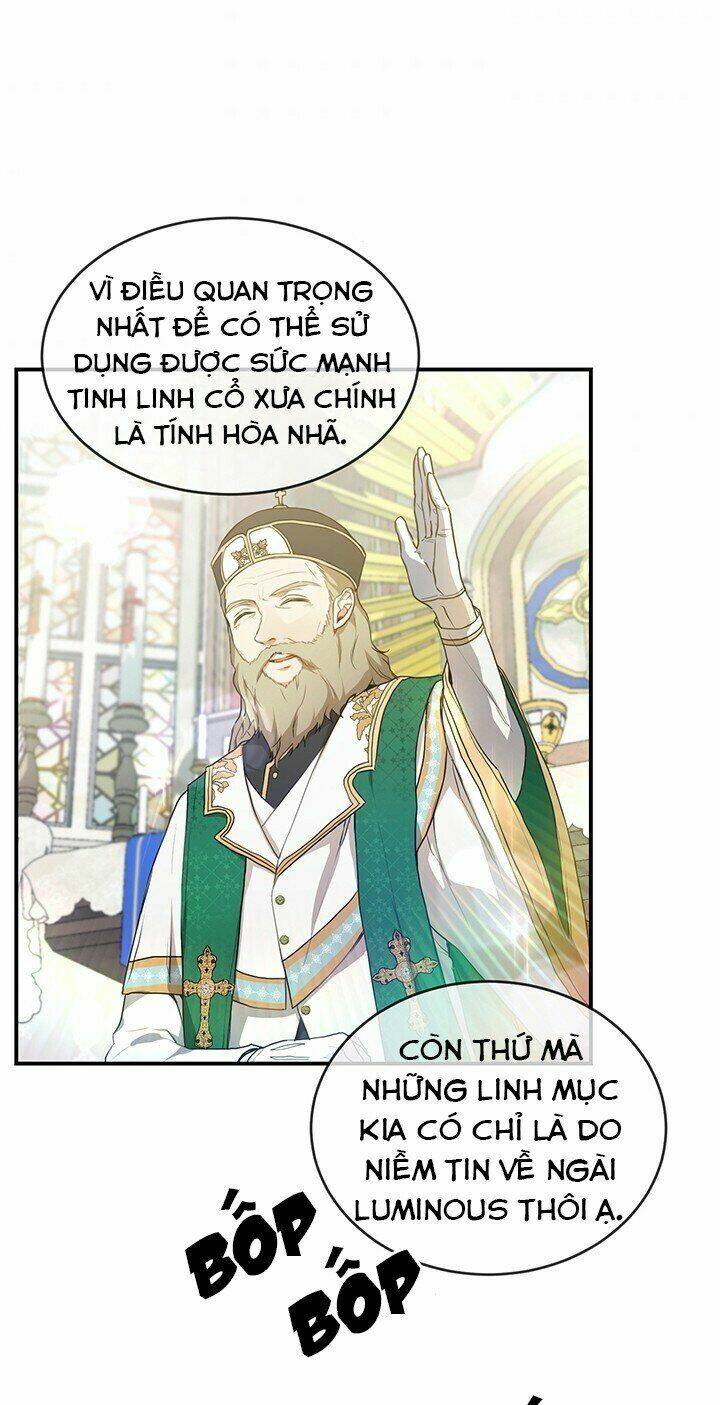 VÌ ĐIỀU QUAN TRỌNG
NHẤT ĐỂ CÓ THỂ SỬ
DỤNG ĐƯỢC SỨC MẠNH
TINH LINH CỔ XƯA CHÍNH
LÀ TÍNH HÒA NHÃ.
CÒN THỨ MÀ
NHỮNG LINH MỤC
KIA CÓ CHỈ LÀ DO
NIỀM TIN VỀ NGÀI
LUMINOUS THÔI Ạ.
BỐP
BỐP